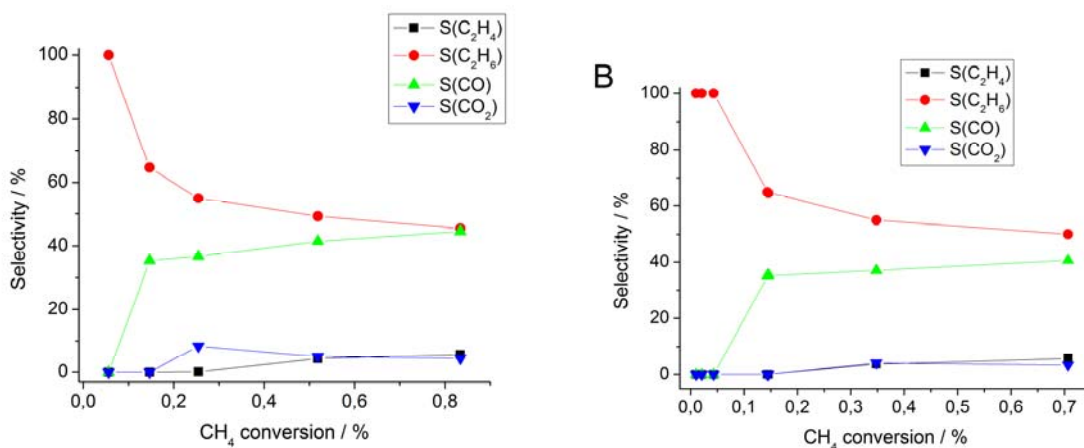 S(C₂H₄)
S(C₂H₆)
S(CO)
S(CO₂)
100
80
60
40
20
0
Selectivity / %
0,0 0,2 0,4 0,6 0,8
CH₄ conversion / %
B
S(C₂H₄)
S(C₂H₆)
S(CO)
S(CO₂)
100
80
60
40
20
0
Selectivity / %
0,0 0,1 0,2 0,3 0,4 0,5 0,6 0,7
CH₄ conversion / %